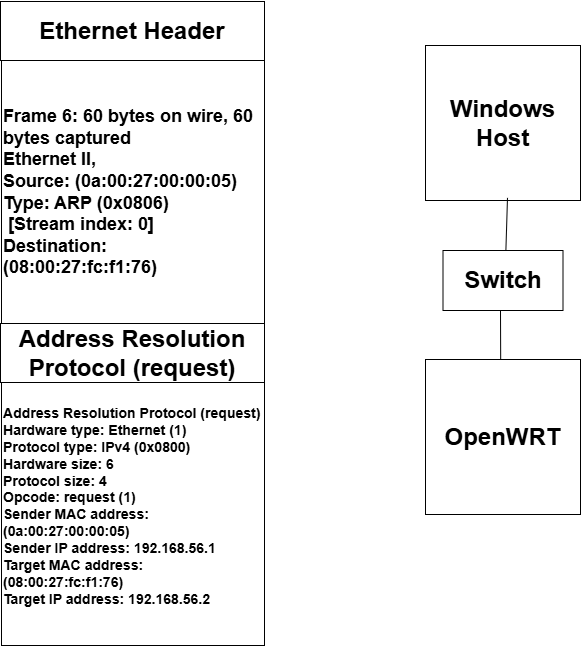 Ethernet Header
Frame 6: 60 bytes on wire, 60
bytes captured
Ethernet II,
Source: (0a:00:27:00:00:05)
Type: ARP (0x0806)
[Stream index: 0]
Destination:
(08:00:27:fc:f1:76)
Address Resolution
Protocol (request)
Address Resolution Protocol (request)
Hardware type: Ethernet (1)
Protocol type: IPv4 (0x0800)
Hardware size: 6
Protocol size: 4
Opcode: request (1)
Sender MAC address:
(0a:00:27:00:00:05)
Sender IP address: 192.168.56.1
Target MAC address:
(08:00:27:fc:f1:76)
Target IP address: 192.168.56.2
Windows
Host
Switch
OpenWRT